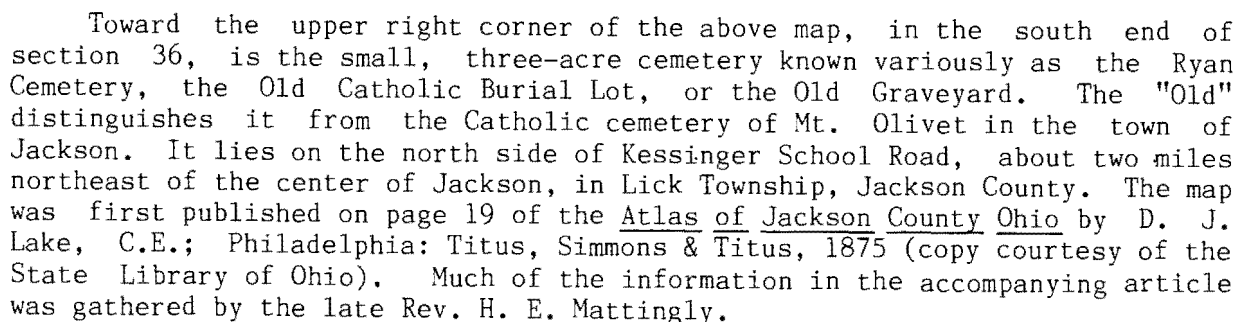 Toward the upper right corner of the above map, in the south end of
section 36, is the small, three-acre cemetery known variously as the Ryan
Cemetery, the Old Catholic Burial Lot, or the Old Graveyard. The "Old"
distinguishes it from the Catholic cemetery of Mt. Olivet in the town of
Jackson. It lies on the north side of Kessinger School Road, about two miles
northeast of the center of Jackson, in Lick Township, Jackson County. The map
was first published on page 19 of the Atlas of Jackson County Ohio by D. J.
Lake, C.E.; Philadelphia: Titus, Simmons & Titus, 1875 (copy courtesy of the
State Library of Ohio). Much of the information in the accompanying article
was gathered by the late Rev. H. E. Mattingly.